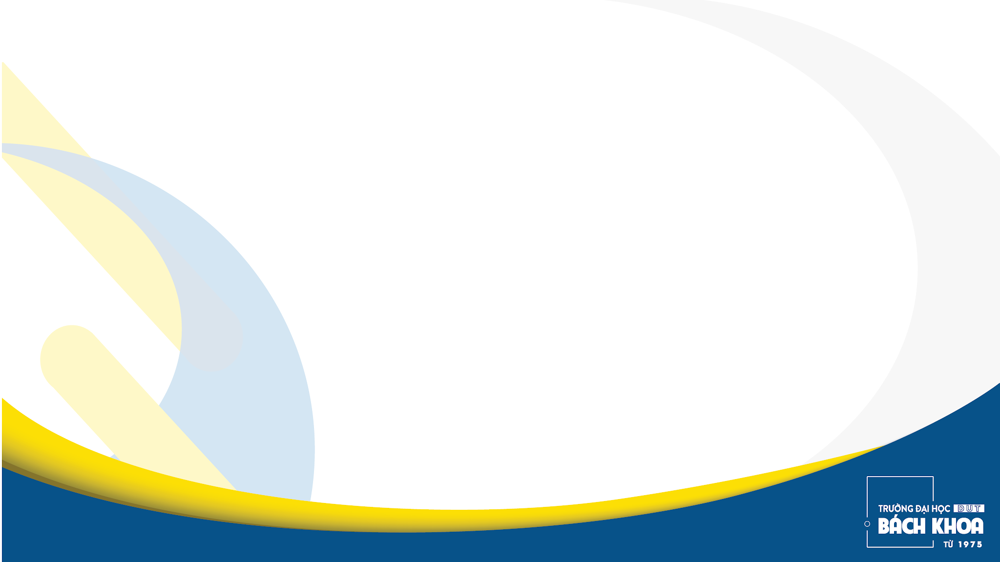 TRƯỜNG ĐẠI HỌC DUT
BÁCH KHOA
TỪ 1975